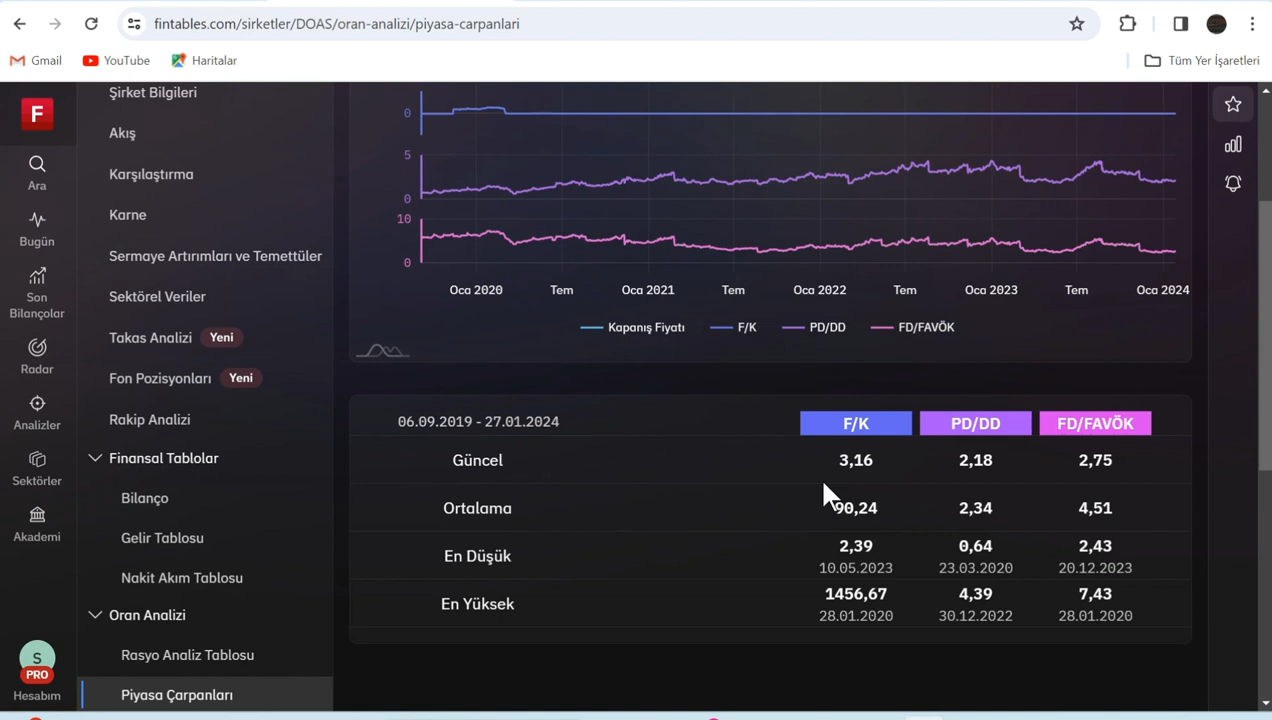 fintables.com/sirketler/DOAS/oran-analizi/piyasa-carpanlari
Gmail
YouTube
Haritalar
Tüm Yer İşaretleri
F
Ara
Bugün
Son
Bilançolar
Radar
Analizler
Sektörler
Akademi
S
PRO
Hesabım
Şirket Bilgileri
Akış
Karşılaştırma
Karne
Sermaye Artırımları ve Temettüler
Sektörel Veriler
Takas Analizi Yeni
Fon Pozisyonları Yeni
Rakip Analizi
Finansal Tablolar
Bilanço
Gelir Tablosu
Nakit Akım Tablosu
Oran Analizi
Rasyo Analiz Tablosu
Piyasa Çarpanları
0
5
0
10
0
Oca 2020 Tem Oca 2021 Tem Oca 2022 Tem Oca 2023 Tem Oca 2024
Kapanış Fiyatı F/K PD/DD FD/FAVÖK
06.09.2019 - 27.01.2024 F/K PD/DD FD/FAVÖK
Güncel 3,16 2,18 2,75
Ortalama 90,24 2,34 4,51
En Düşük 2,39 0,64 2,43
10.05.2023 23.03.2020 20.12.2023
En Yüksek 1456,67 4,39 7,43
28.01.2020 30.12.2022 28.01.2020